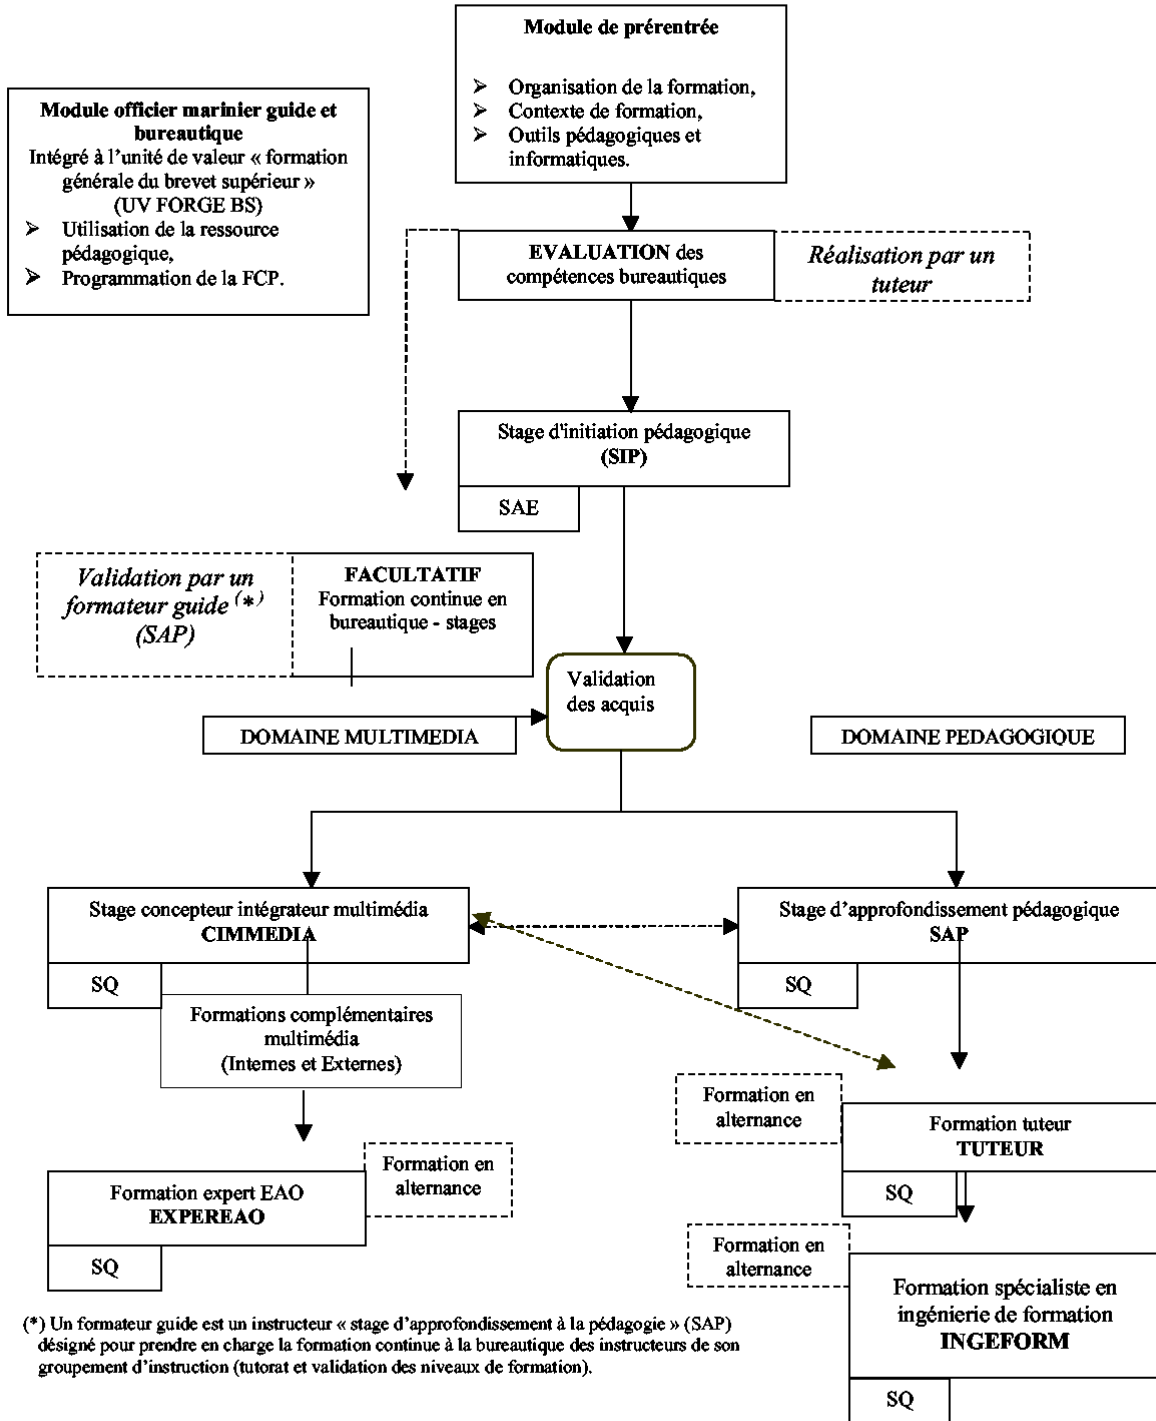 Module de prérentrée
➢ Organisation de la formation,
➢ Contexte de formation,
➢ Outils pédagogiques et
informatiques.
Module officier marinier guide et
bureautique
Intégré à l'unité de valeur « formation
générale du brevet supérieur »
(UV FORGE BS)
➢ Utilisation de la ressource
pédagogique,
➢ Programmation de la FCP.
EVALUATION des
compétences bureautiques
Réalisation par un
tuteur
Stage d'initiation pédagogique
(SIP)
SAE
Validation par un
formateur guide (*)
(SAP)
FACULTATIF
Formation continue en
bureautique - stages
Validation
des acquis
DOMAINE MULTIMEDIA
DOMAINE PEDAGOGIQUE
Stage concepteur intégrateur multimédia
CIMMEDIA
SQ
Stage d'approfondissement pédagogique
SAP
SQ
Formations complémentaires
multimédia
(Internes et Externes)
Formation en
alternance
Formation tuteur
TUTEUR
SQ
Formation en
alternance
Formation expert EAO
EXPEREAO
SQ
Formation en
alternance
Formation spécialiste en
ingénierie de formation
INGEFORM
SQ
(*) Un formateur guide est un instructeur « stage d'approfondissement à la pédagogie » (SAP)
désigné pour prendre en charge la formation continue à la bureautique des instructeurs de son
groupement d'instruction (tutorat et validation des niveaux de formation).